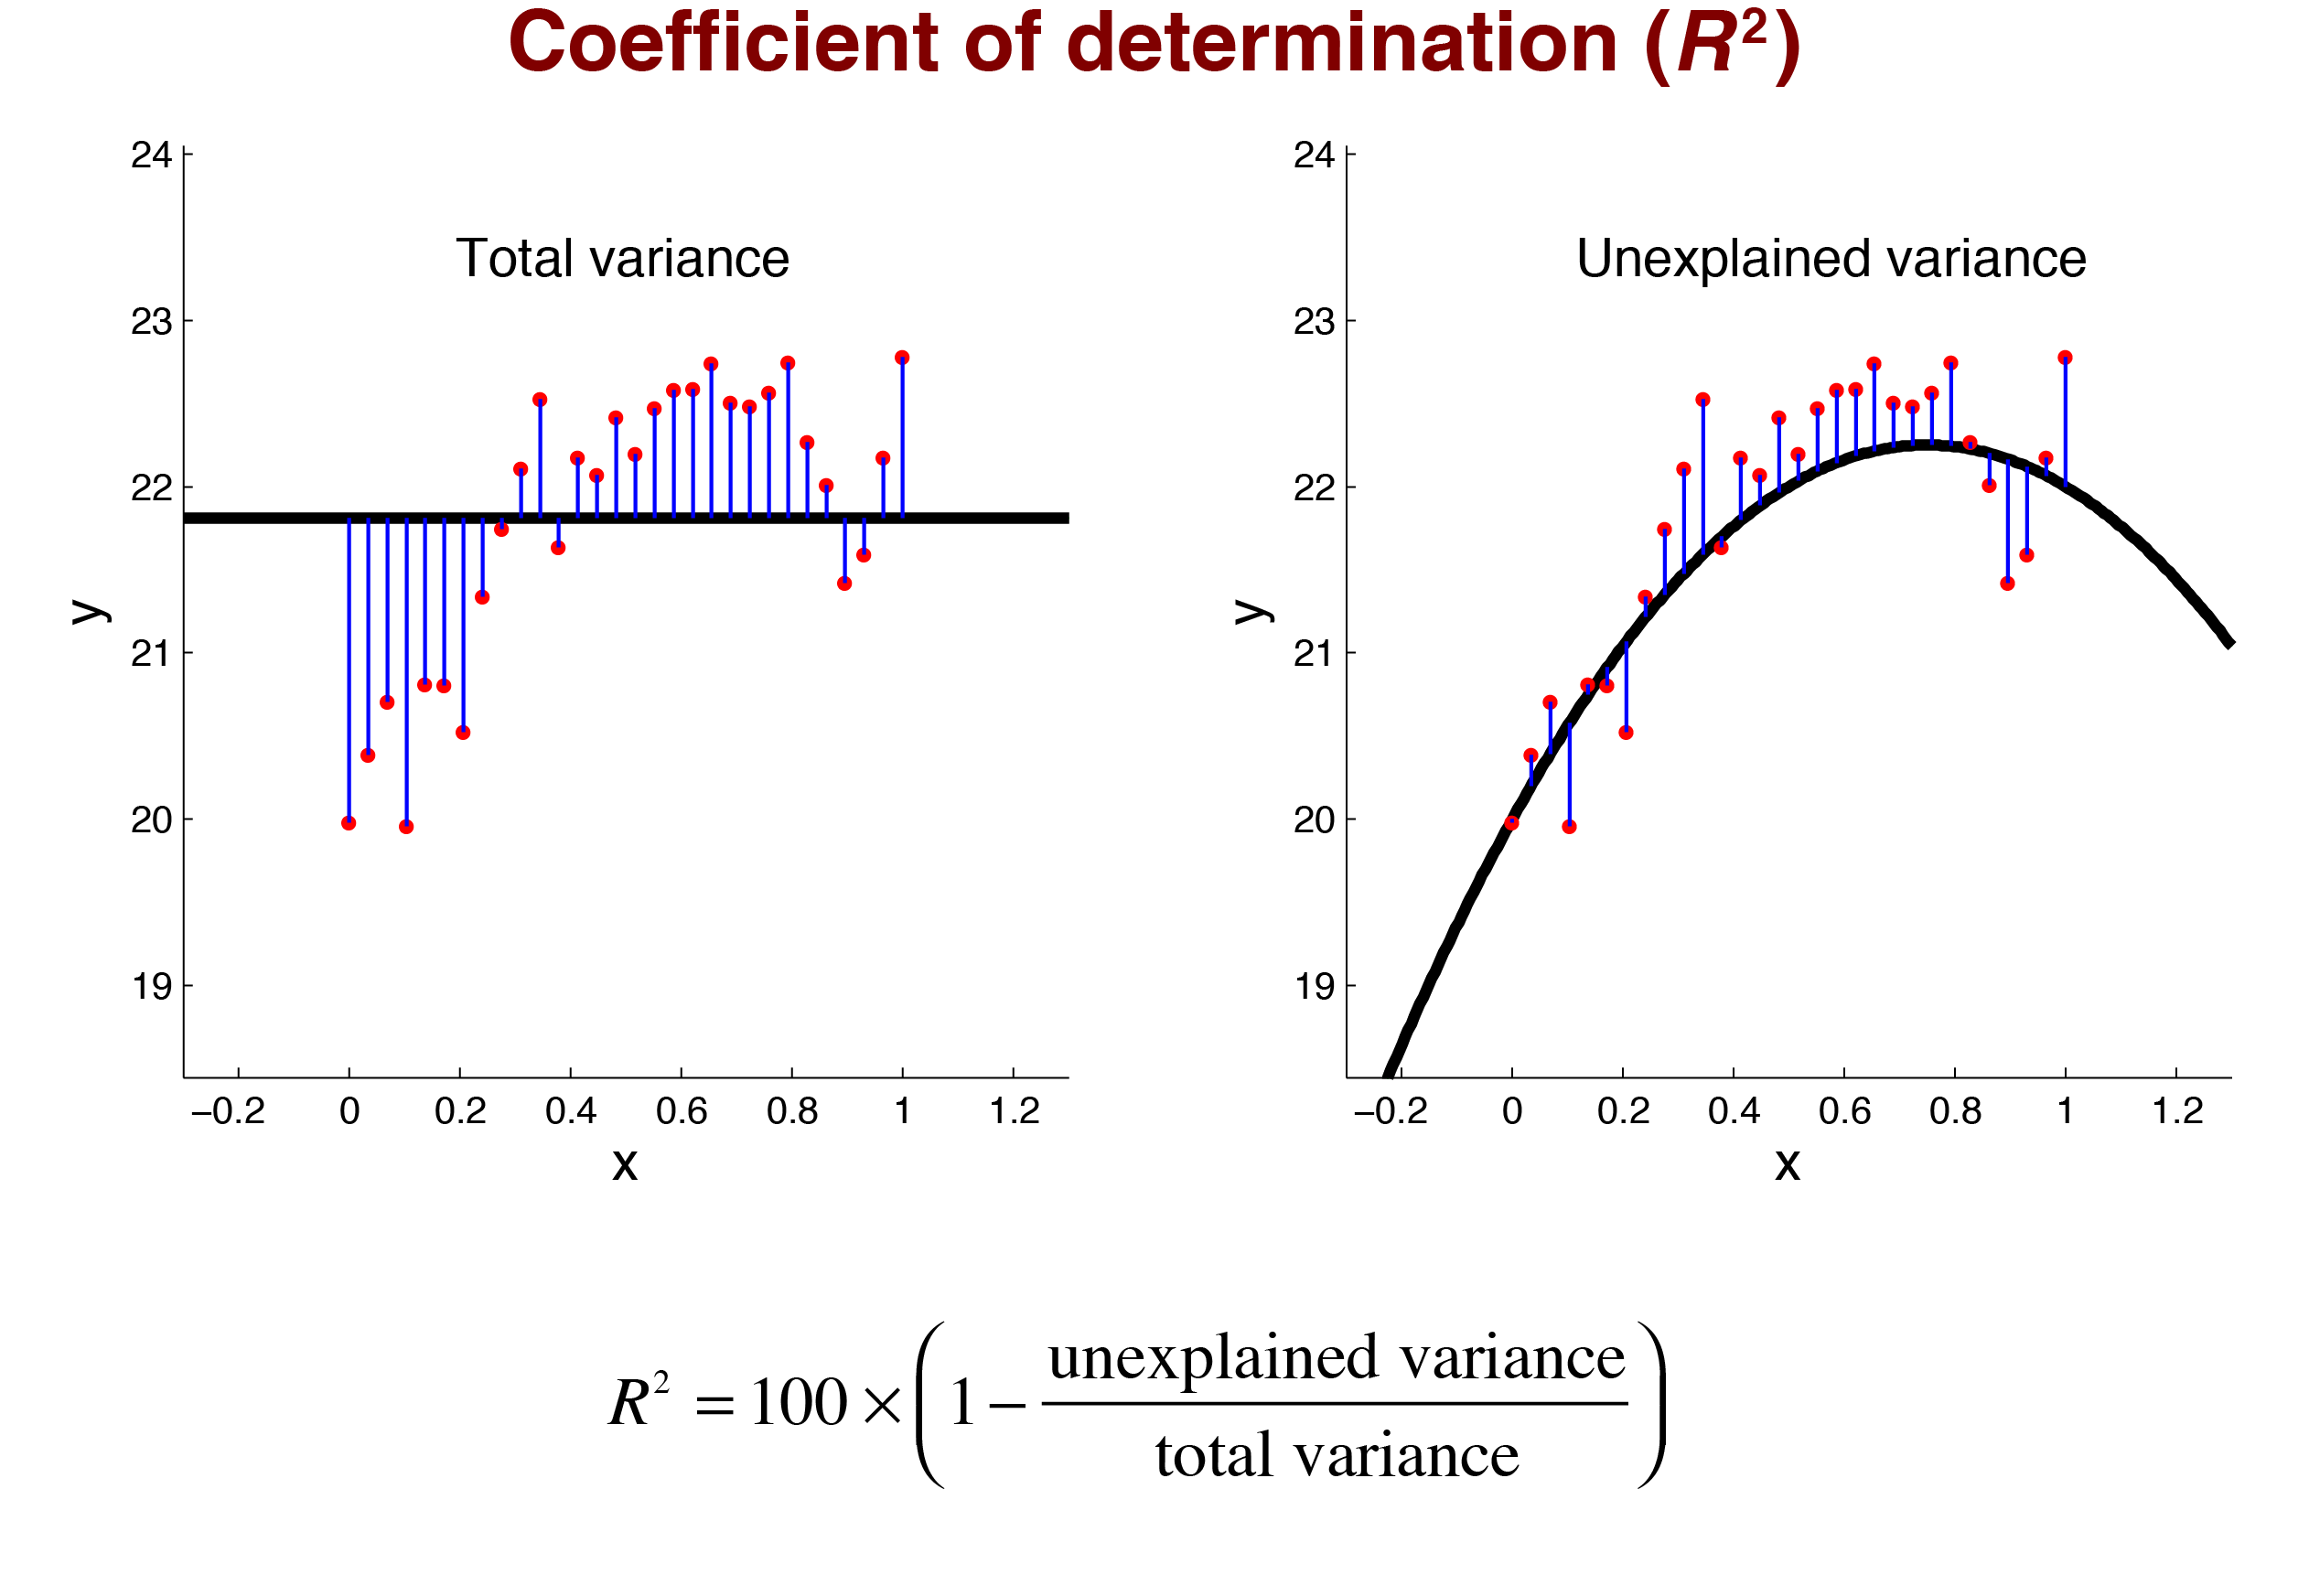 Coefficient of determination (R²)
Total variance
24
23
22
21
20
19
y
−0.2 0 0.2 0.4 0.6 0.8 1 1.2
x
Unexplained variance
24
23
22
21
20
19
y
−0.2 0 0.2 0.4 0.6 0.8 1 1.2
x
R² = 100 × (1 − unexplained variance / total variance)